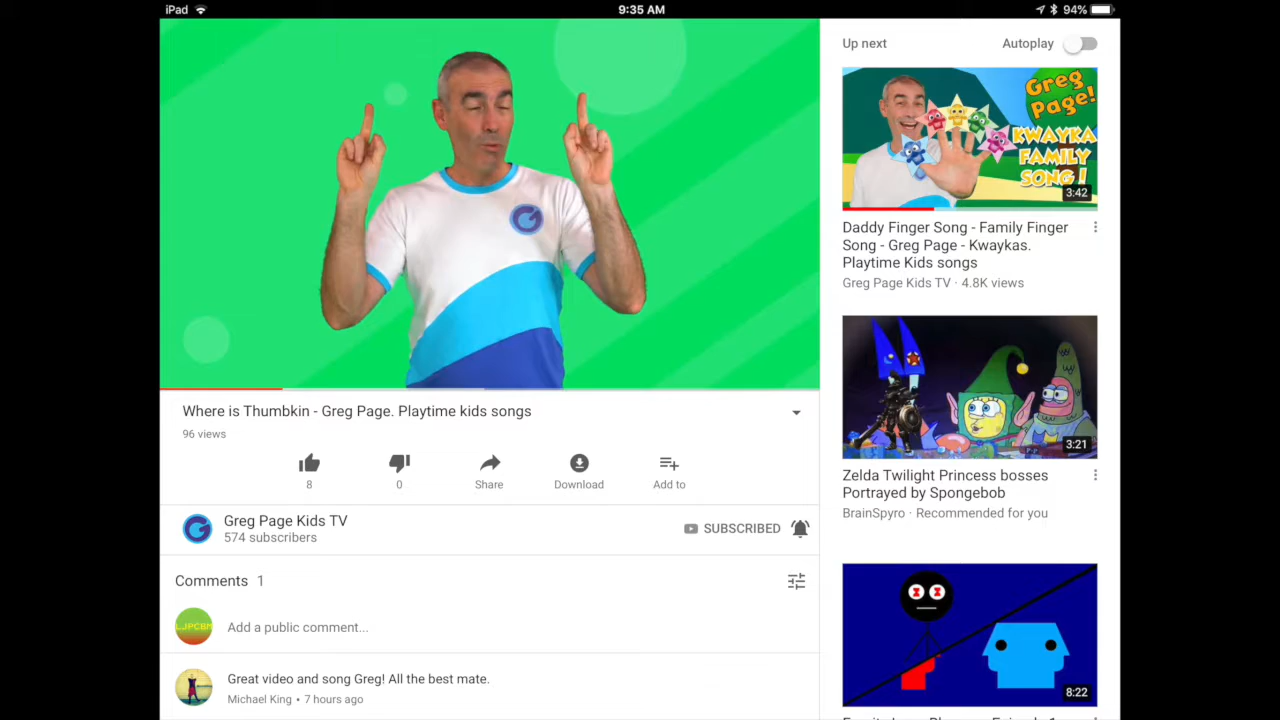 iPad
9:35 AM
94%
Up next
Autoplay
Greg
Page!
KWAYKA
FAMILY
SONG!
3:42
Daddy Finger Song - Family Finger
Song - Greg Page - Kwaykas.
Playtime Kids songs
Greg Page Kids TV · 4.8K views
3:21
Zelda Twilight Princess bosses
Portrayed by Spongebob
BrainSpyro · Recommended for you
8:22
Where is Thumbkin - Greg Page. Playtime kids songs
96 views
8
0
Share
Download
Add to
Greg Page Kids TV
574 subscribers
SUBSCRIBED
Comments 1
LJPCBM
Add a public comment...
Great video and song Greg! All the best mate.
Michael King • 7 hours ago